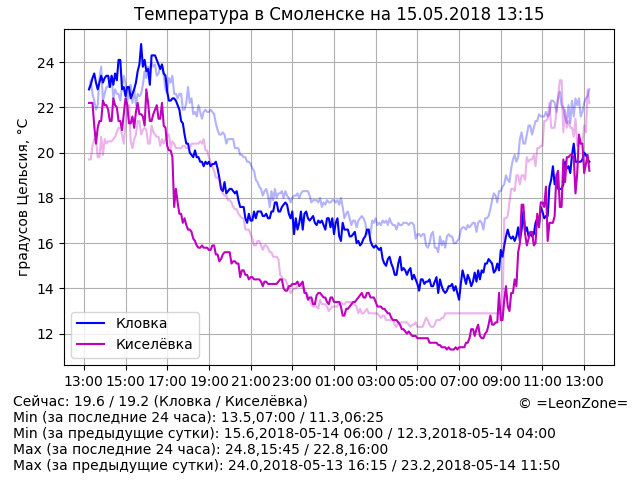 Температура в Смоленске на 15.05.2018 13:15
градусов Цельсия, °C
24
22
20
18
16
14
12
Кловка
Киселёвка
13:00 15:00 17:00 19:00 21:00 23:00 01:00 03:00 05:00 07:00 09:00 11:00 13:00
Сейчас: 19.6 / 19.2 (Кловка / Киселёвка)
© =LeonZone=
Min (за последние 24 часа): 13.5,07:00 / 11.3,06:25
Min (за предыдущие сутки): 15.6,2018-05-14 06:00 / 12.3,2018-05-14 04:00
Max (за последние 24 часа): 24.8,15:45 / 22.8,16:00
Max (за предыдущие сутки): 24.0,2018-05-13 16:15 / 23.2,2018-05-14 11:50